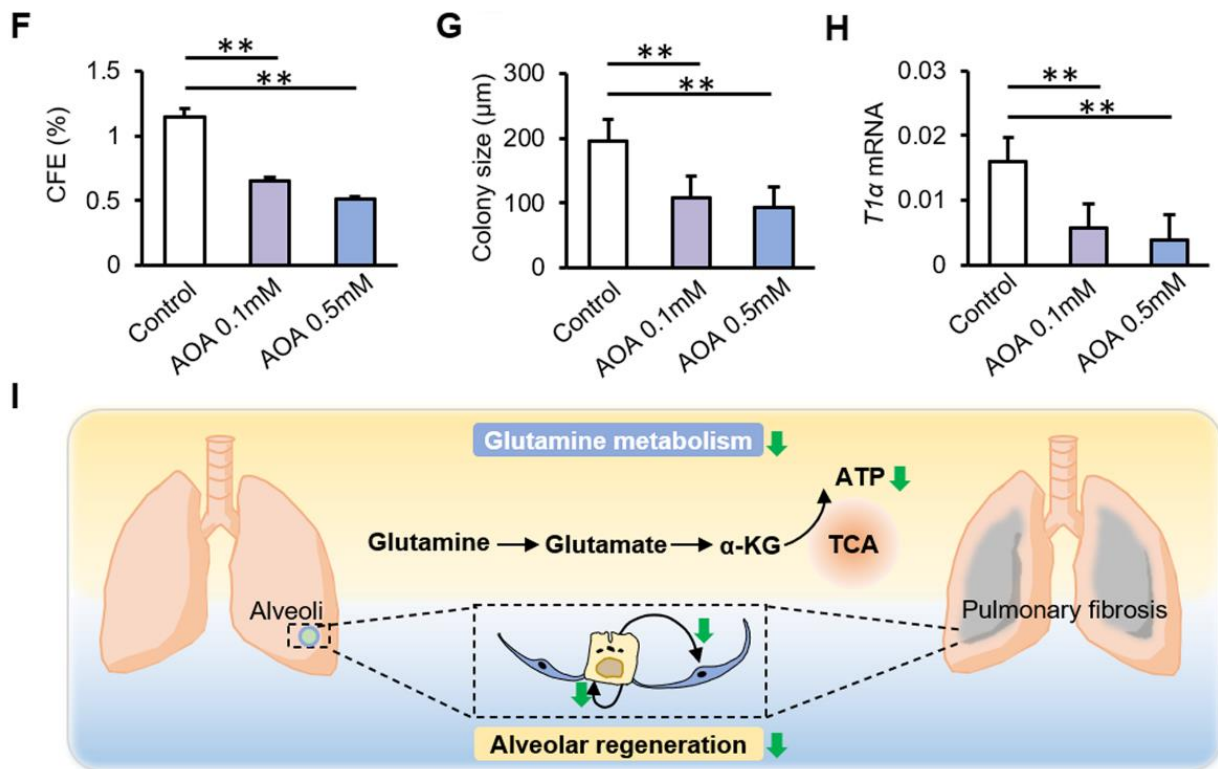 F
**
**
CFE (%)
1.5
1
0.5
0
Control
AOA 0.1mM
AOA 0.5mM
G
**
**
Colony size (μm)
300
200
100
0
Control
AOA 0.1mM
AOA 0.5mM
H
**
**
T1α mRNA
0.03
0.02
0.01
0
Control
AOA 0.1mM
AOA 0.5mM
I
Glutamine metabolism
ATP
Glutamine
Glutamate
α-KG
TCA
Alveoli
Pulmonary fibrosis
Alveolar regeneration